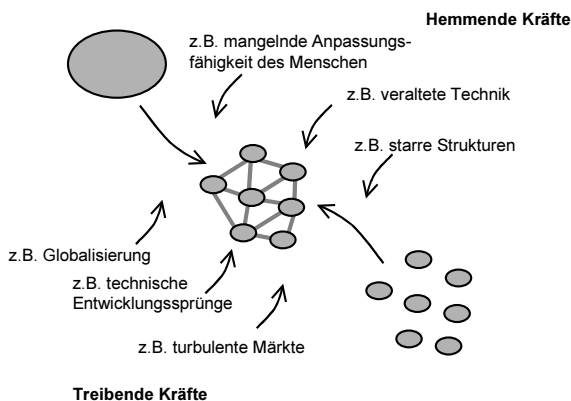 Hemmende Kräfte
z.B. mangelnde Anpassungs-
fähigkeit des Menschen
z.B. veraltete Technik
z.B. starre Strukturen
z.B. Globalisierung
z.B. technische
Entwicklungssprünge
z.B. turbulente Märkte
Treibende Kräfte